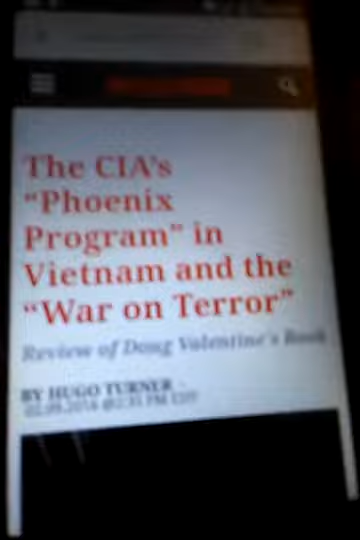 The CIA's
“Phoenix
Program” in
Vietnam and the
“War on Terror”
Review of Doug Valentine's Book
BY HUGO TURNER